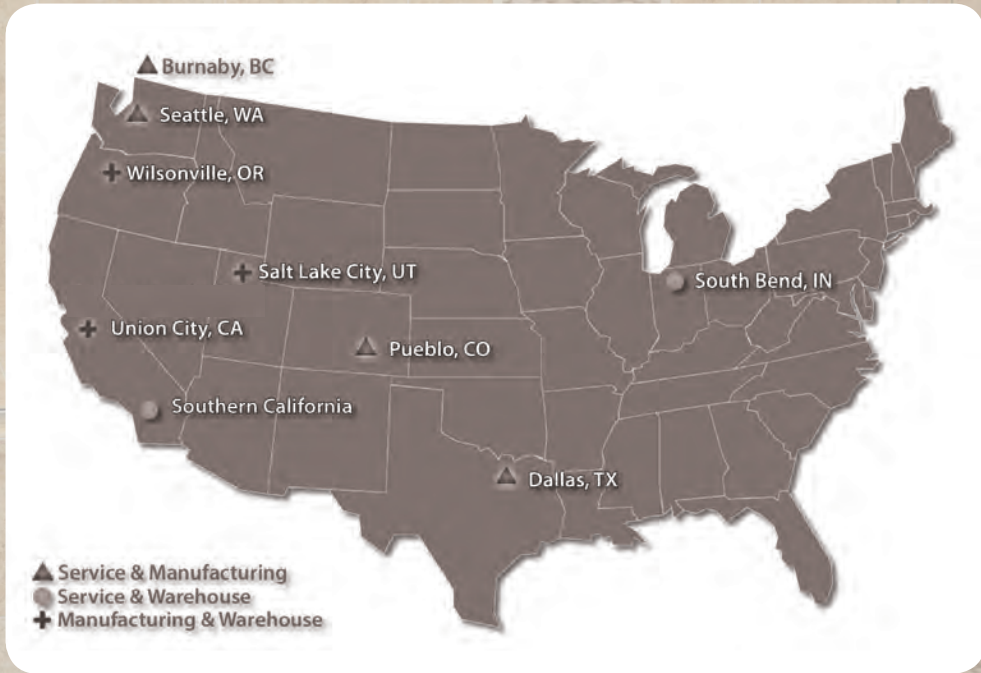 Burnaby, BC
Seattle, WA
Wilsonville, OR
Salt Lake City, UT
South Bend, IN
Union City, CA
Pueblo, CO
Southern California
Dallas, TX
Service & Manufacturing
Service & Warehouse
Manufacturing & Warehouse